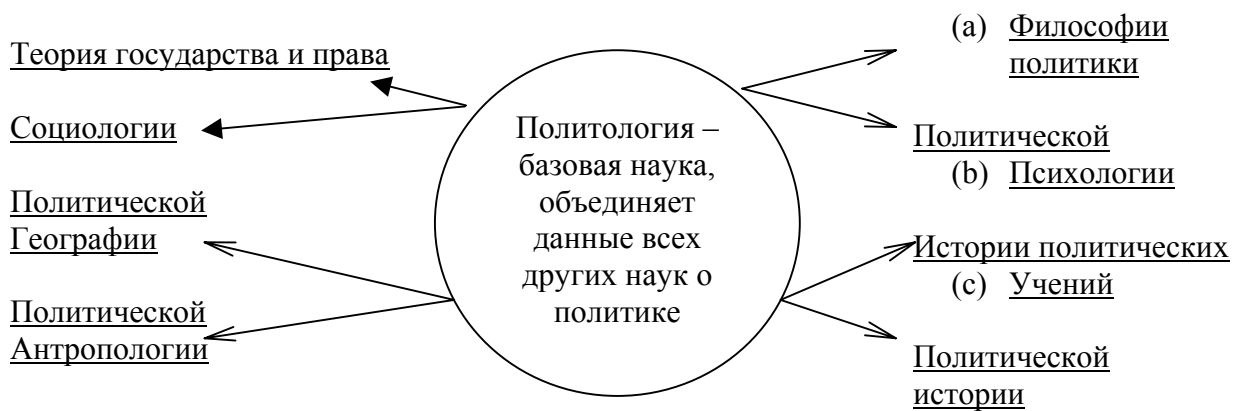 Теория государства и права
Социологии
Политической
Географии
Политической
Антропологии
Политология –
базовая наука,
объединяет
данные всех
других наук о
политике
(a) Философии
политики
Политической
(b) Психологии
Истории политических
(c) Учений
Политической
истории